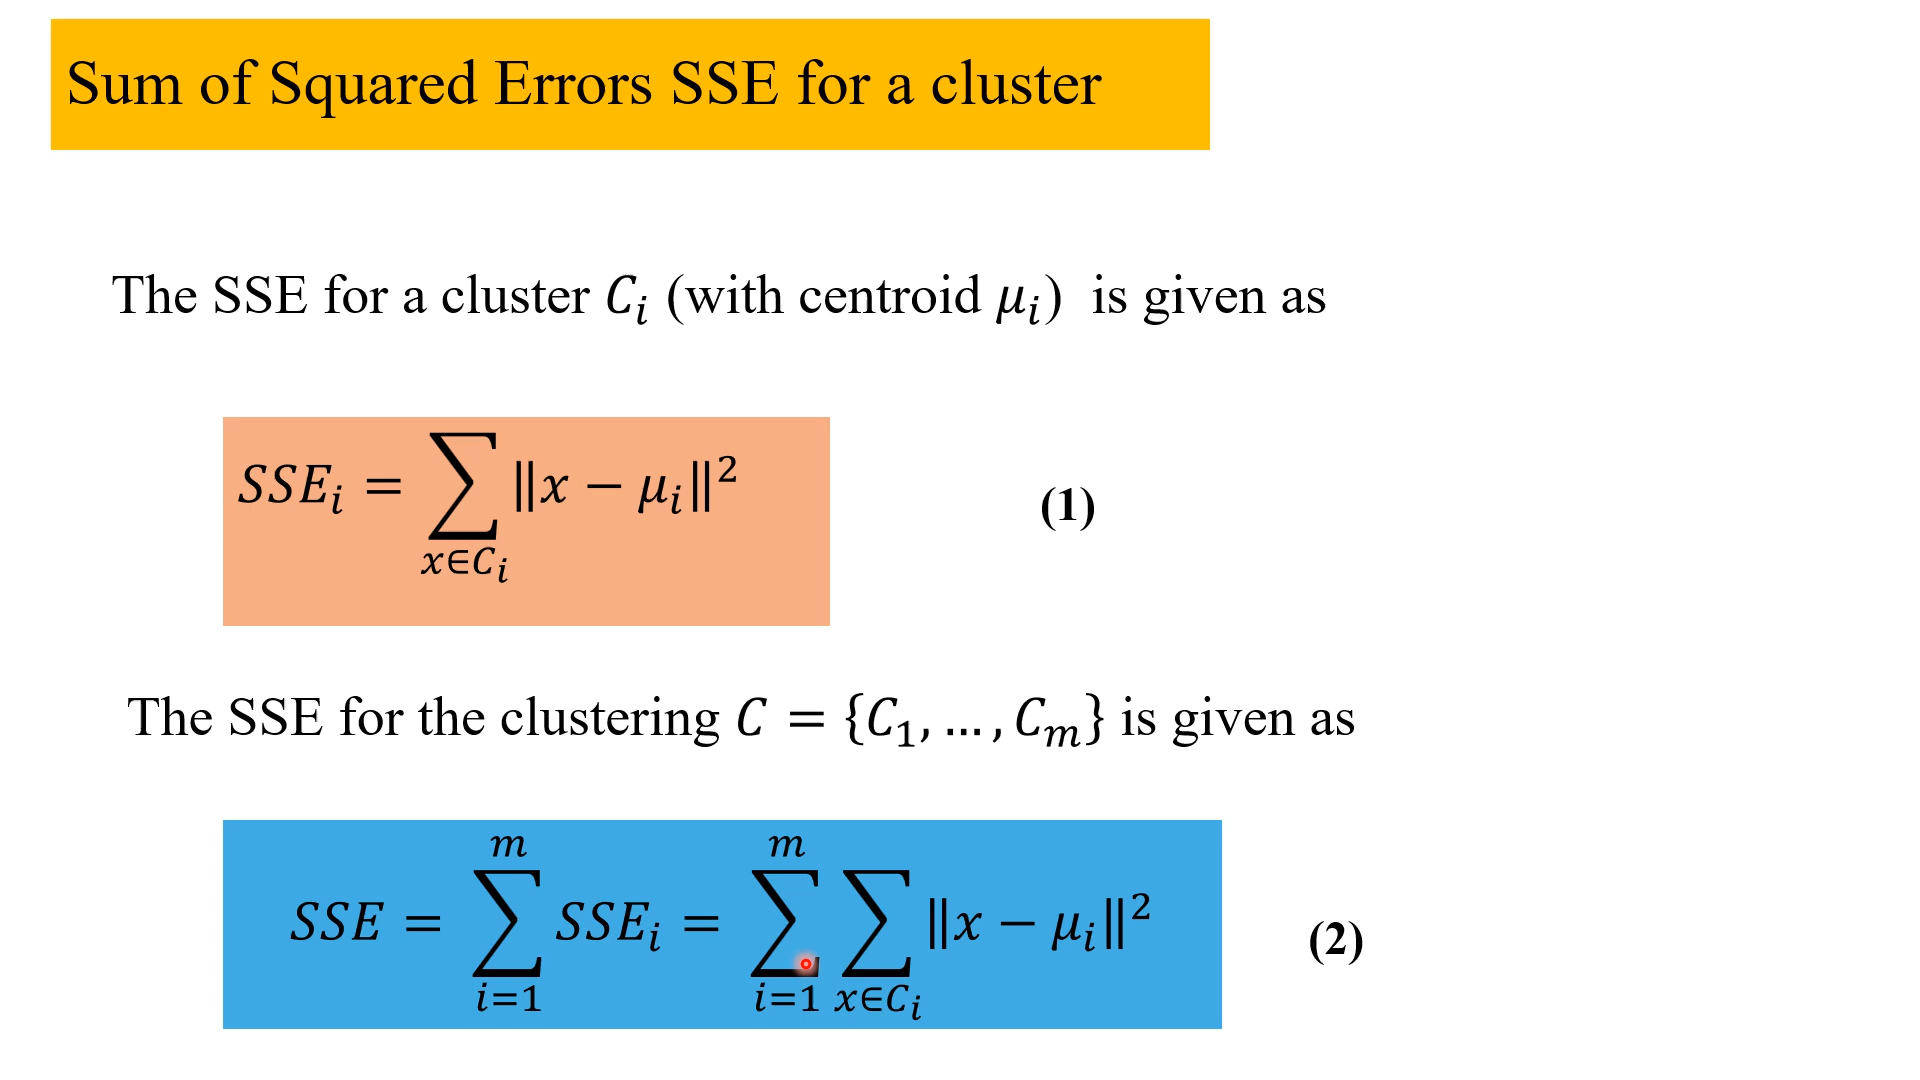 Sum of Squared Errors SSE for a cluster
The SSE for a cluster 𝐶ᵢ (with centroid 𝜇ᵢ) is given as
𝑆𝑆𝐸ᵢ = ∑_{𝑥∈𝐶ᵢ} ‖𝑥 − 𝜇ᵢ‖² (1)
The SSE for the clustering 𝐶 = {𝐶₁, … , 𝐶ₘ} is given as
𝑆𝑆𝐸 = ∑_{𝑖=1}^{𝑚} 𝑆𝑆𝐸ᵢ = ∑_{𝑖=1}^{𝑚} ∑_{𝑥∈𝐶ᵢ} ‖𝑥 − 𝜇ᵢ‖² (2)